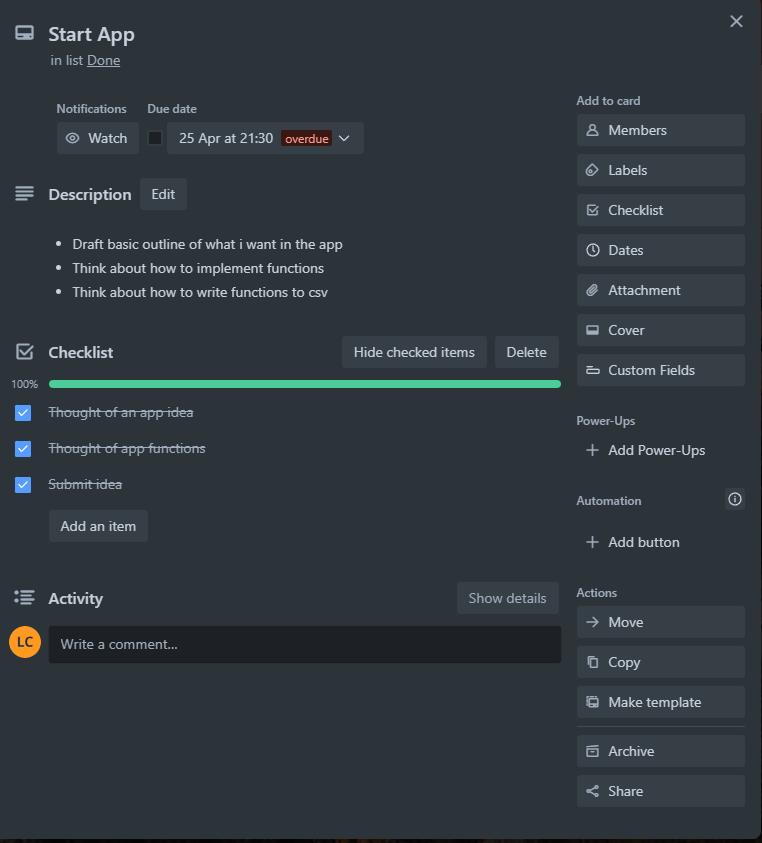 Start App
in list Done
Notifications
Due date
Watch
25 Apr at 21:30 overdue
Description Edit
Draft basic outline of what i want in the app
Think about how to implement functions
Think about how to write functions to csv
Checklist Hide checked items Delete
100%
Thought of an app idea
Thought of app functions
Submit idea
Add an item
Activity Show details
LC Write a comment...
Add to card
Members
Labels
Checklist
Dates
Attachment
Cover
Custom Fields
Power-Ups
Add Power-Ups
Automation
Add button
Actions
Move
Copy
Make template
Archive
Share